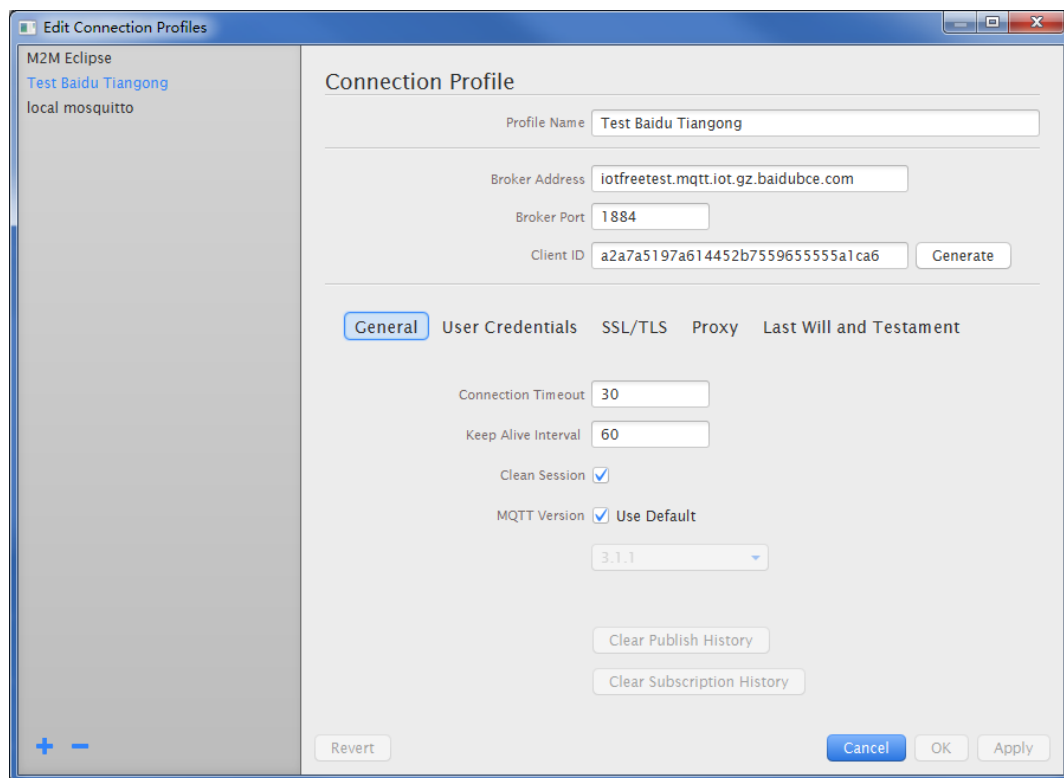 Edit Connection Profiles
M2M Eclipse
Test Baidu Tiangong
local mosquitto
Connection Profile
Profile Name Test Baidu Tiangong
Broker Address iotfreetest.mqtt.iot.gz.baidubce.com
Broker Port 1884
Client ID a2a7a5197a614452b7559655555a1ca6 Generate
General User Credentials SSL/TLS Proxy Last Will and Testament
Connection Timeout 30
Keep Alive Interval 60
Clean Session
MQTT Version Use Default
3.1.1
Clear Publish History
Clear Subscription History
Revert Cancel OK Apply